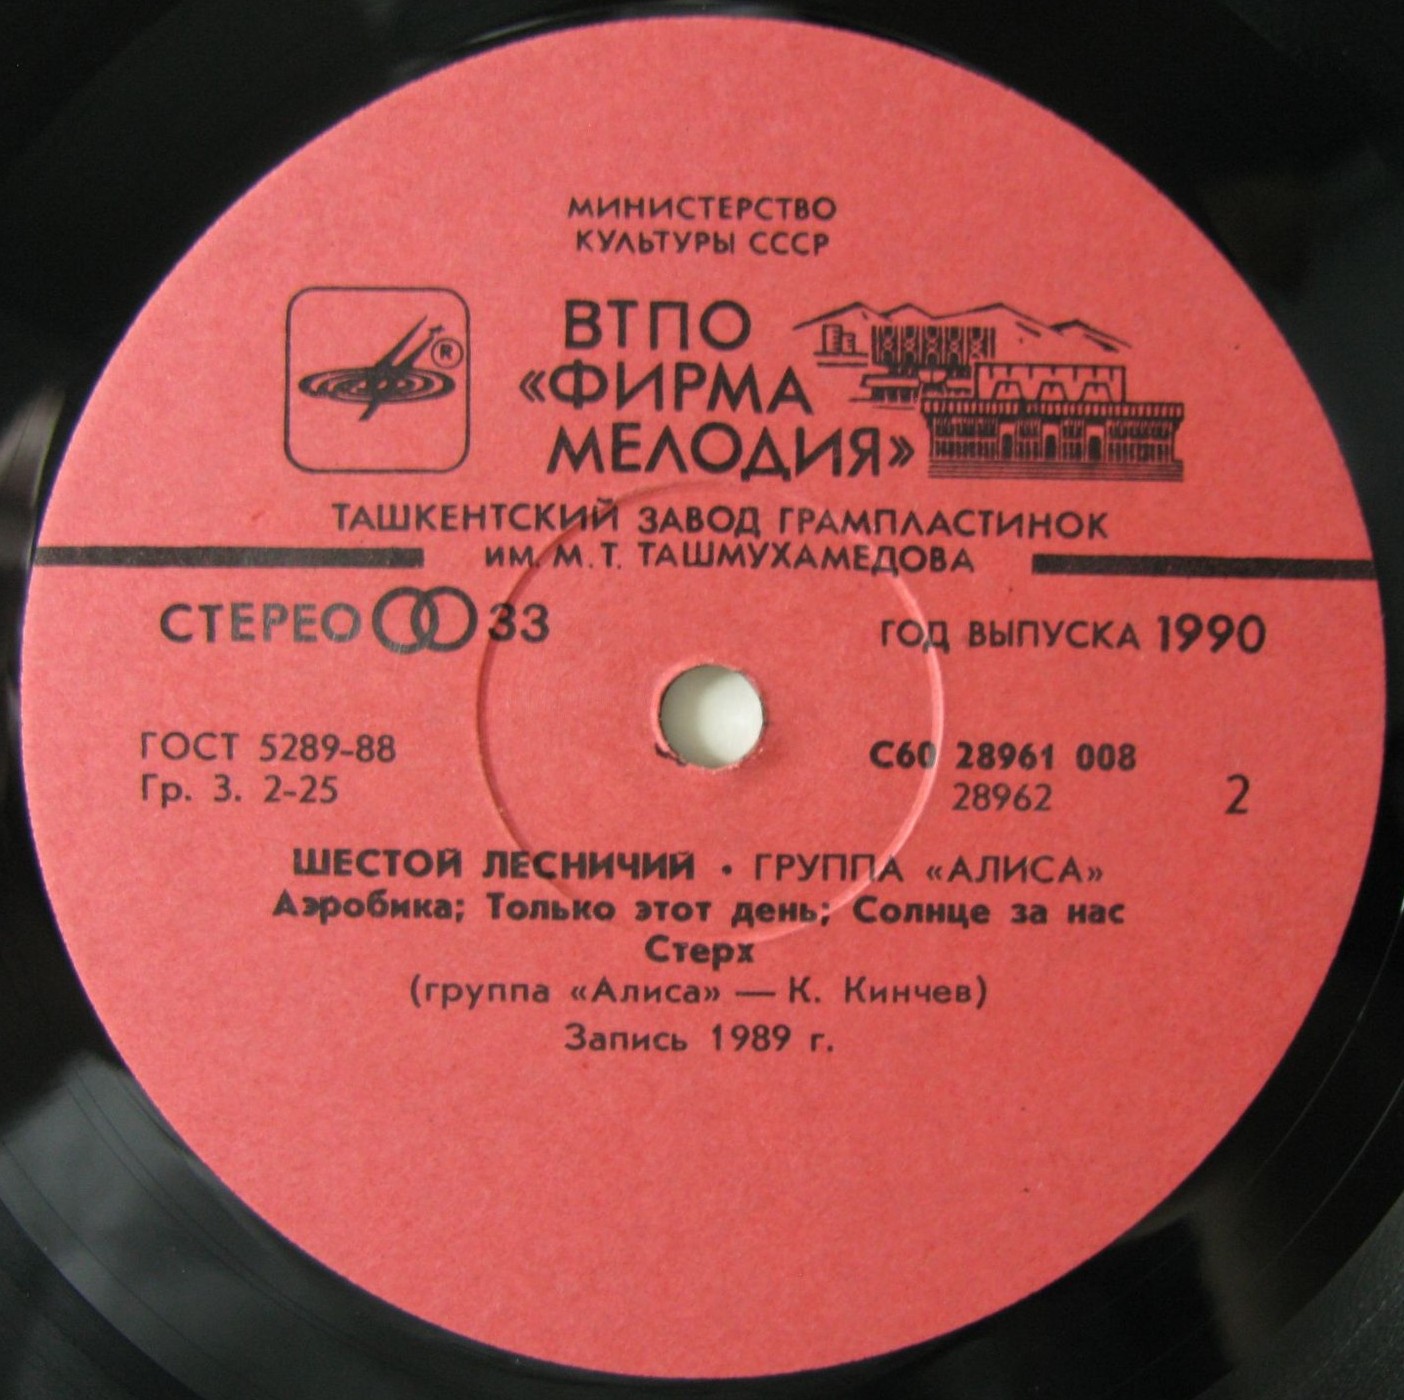 МИНИСТЕРСТВО
КУЛЬТУРЫ СССР
ВТПО
«ФИРМА
МЕЛОДИЯ»
®
ТАШКЕНТСКИЙ ЗАВОД ГРАМПЛАСТИНОК
ИМ. М. Т. ТАШМУХАМЕДОВА
СТЕРЕО 33
ГОД ВЫПУСКА 1990
ГОСТ 5289-88
Гр. 3. 2-25
С60 28961 008
28962
2
ШЕСТОЙ ЛЕСНИЧИЙ • ГРУППА «АЛИСА»
Аэробика; Только этот день; Солнце за нас
Стерх
(группа «Алиса» — К. Кинчев)
Запись 1989 г.